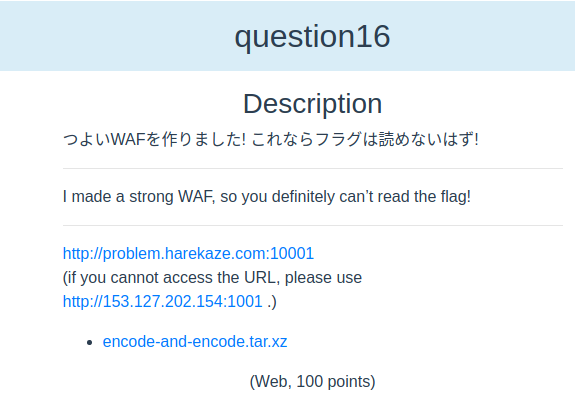 question16
Description
つよいWAFを作りました! これならフラグは読めないはず!
I made a strong WAF, so you definitely can’t read the flag!
http://problem.harekaze.com:10001
(if you cannot access the URL, please use
http://153.127.202.154:1001 .)
encode-and-encode.tar.xz
(Web, 100 points)